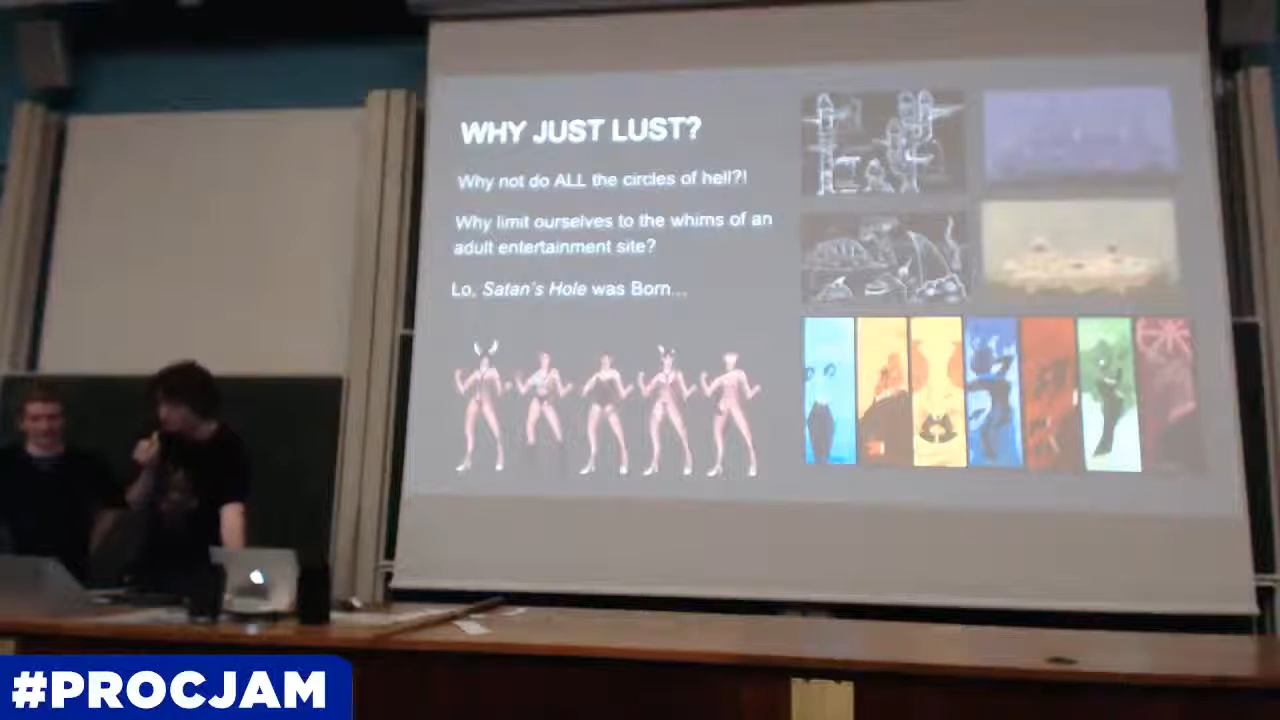 WHY JUST LUST?
Why not do ALL the circles of hell?!
Why limit ourselves to the whims of an
adult entertainment site?
Lo, Satan's Hole was Born...
#PROCJAM